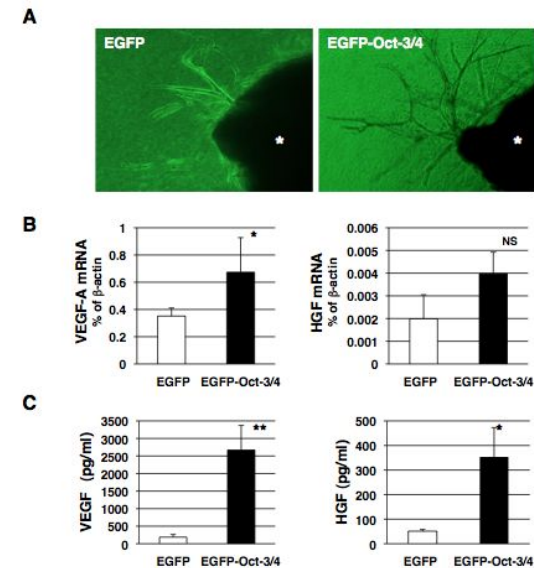 A
EGFP
EGFP-Oct-3/4
*
*
B
VEGF-A mRNA
% of β-actin
1
0.8
0.6
0.4
0.2
0
*
EGFP EGFP-Oct-3/4
HGF mRNA
% of β-actin
0.006
0.005
0.004
0.003
0.002
0.001
0
NS
EGFP EGFP-Oct-3/4
C
VEGF (pg/ml)
3500
3000
2500
2000
1500
1000
500
0
**
EGFP EGFP-Oct-3/4
HGF (pg/ml)
500
400
300
200
100
0
*
EGFP EGFP-Oct-3/4